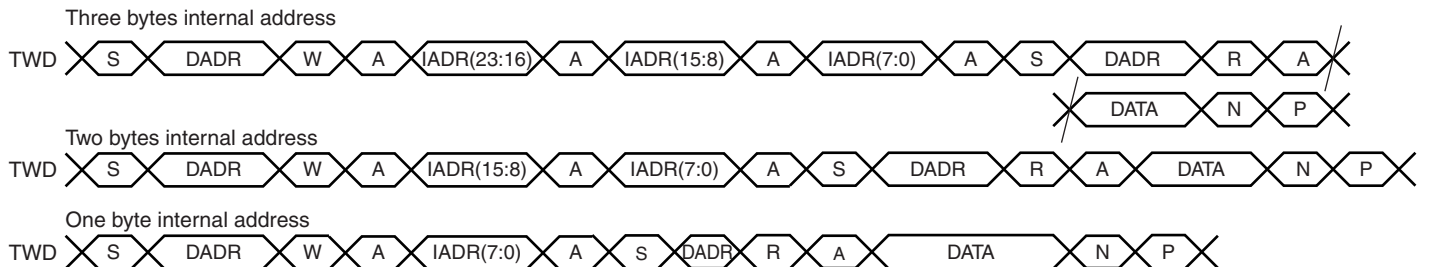 Three bytes internal address
TWD S DADR W A IADR(23:16) A IADR(15:8) A IADR(7:0) A S DADR R A
DATA N P
Two bytes internal address
TWD S DADR W A IADR(15:8) A IADR(7:0) A S DADR R A DATA N P
One byte internal address
TWD S DADR W A IADR(7:0) A S DADR R A DATA N P